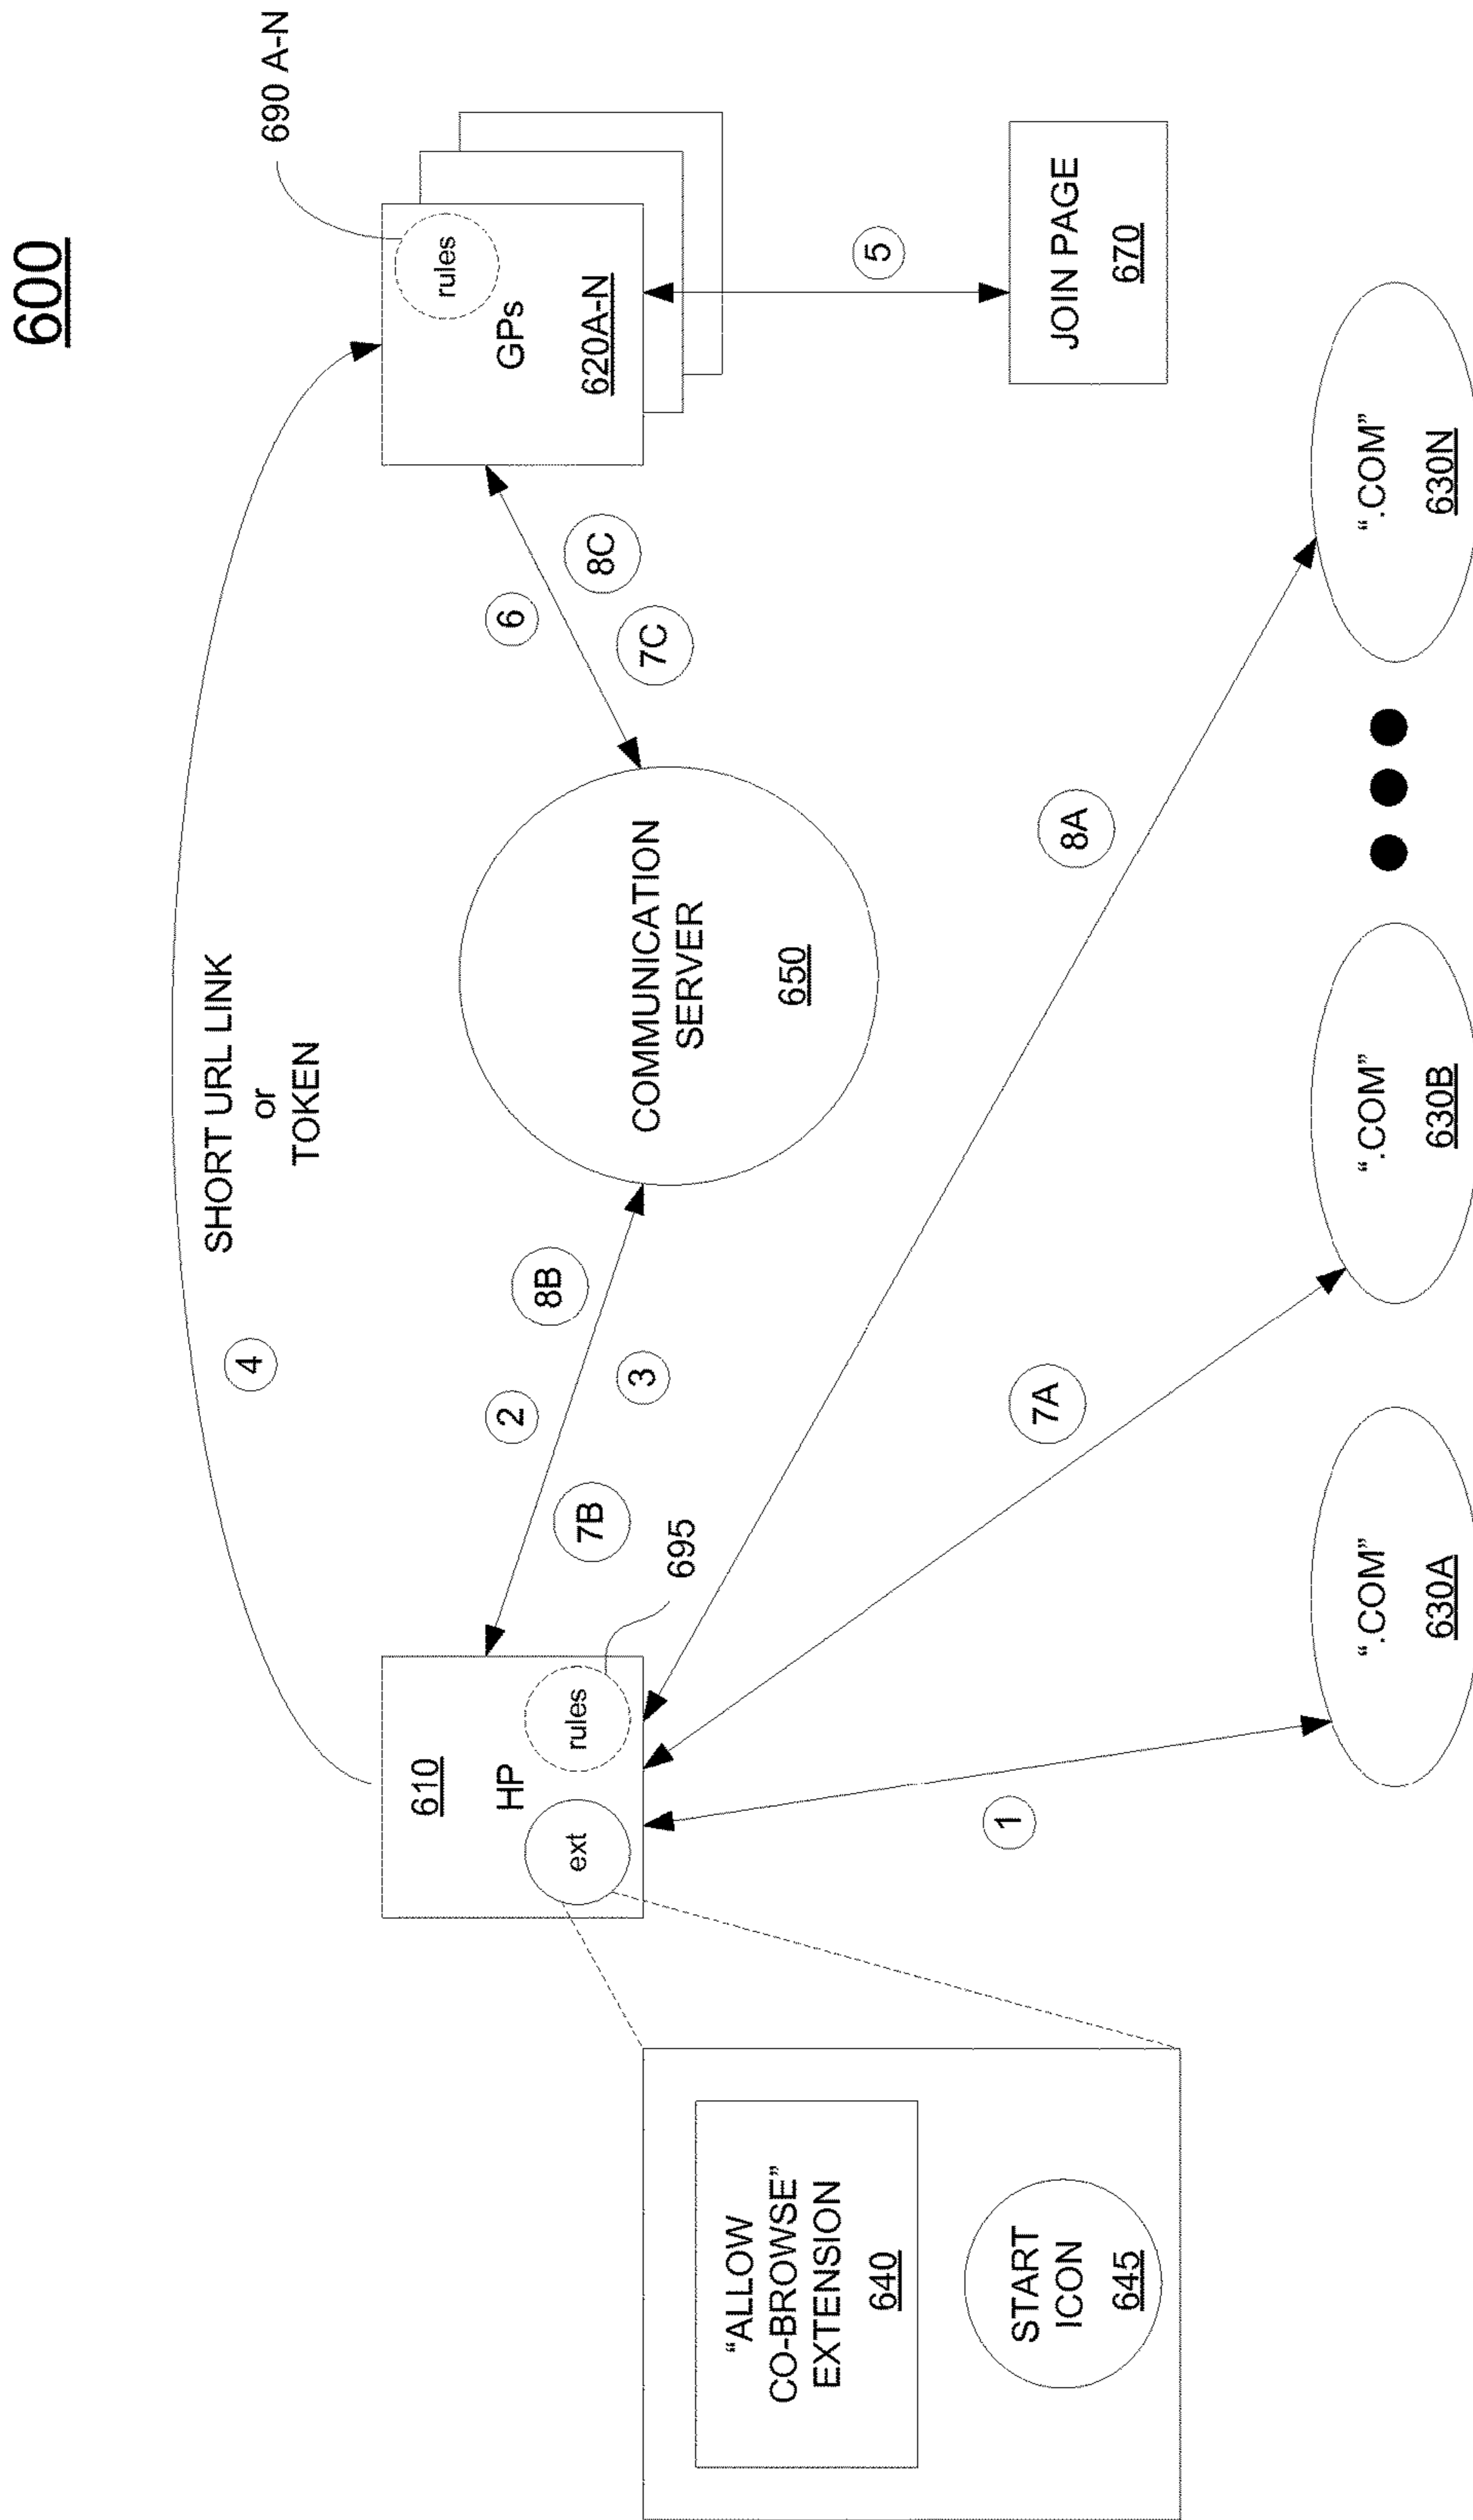 600
SHORT URL LINK
or
TOKEN
4
690 A-N
610
HP
ext
rules
695
rules
GPs
620A-N
2
7B
3
8B
6
7C
8C
COMMUNICATION
SERVER
650
5
JOIN PAGE
670
"ALLOW
CO-BROWSE"
EXTENSION
640
START
ICON
645
1
7A
8A
“.COM”
630A
“.COM”
630B
“.COM”
630N